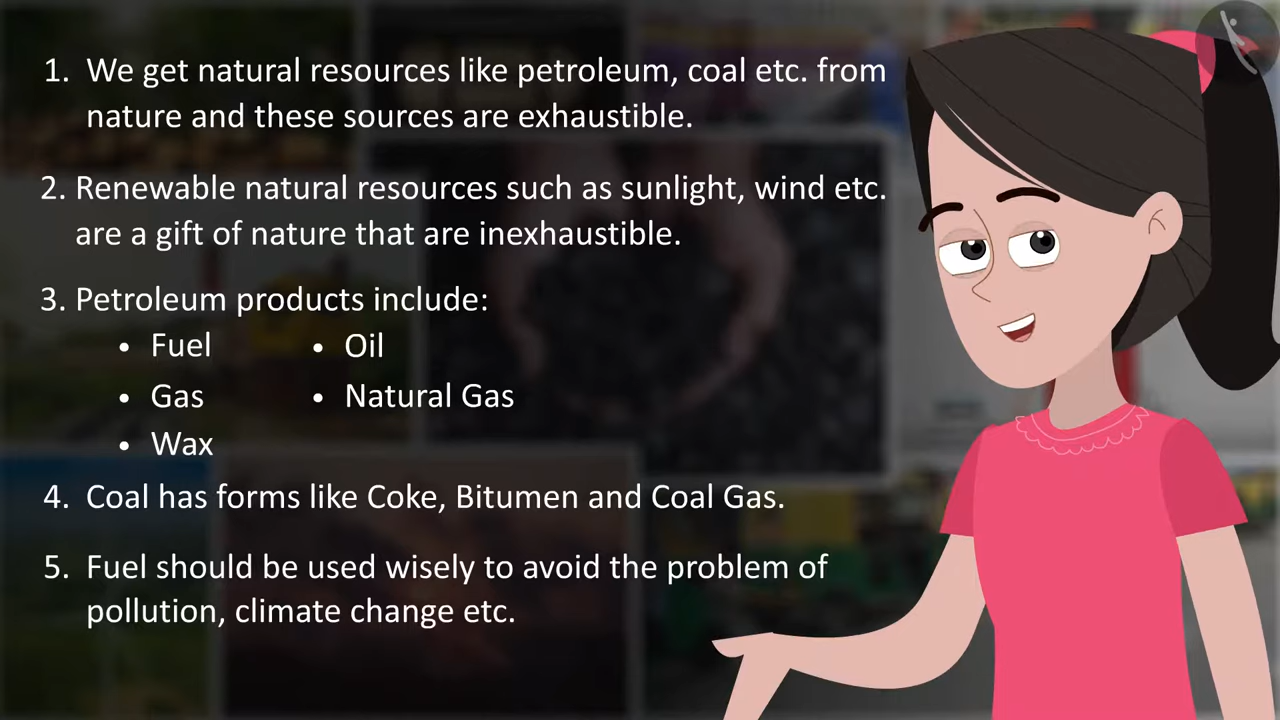 1. We get natural resources like petroleum, coal etc. from
nature and these sources are exhaustible.
2. Renewable natural resources such as sunlight, wind etc.
are a gift of nature that are inexhaustible.
3. Petroleum products include:
• Fuel • Oil
• Gas • Natural Gas
• Wax
4. Coal has forms like Coke, Bitumen and Coal Gas.
5. Fuel should be used wisely to avoid the problem of
pollution, climate change etc.